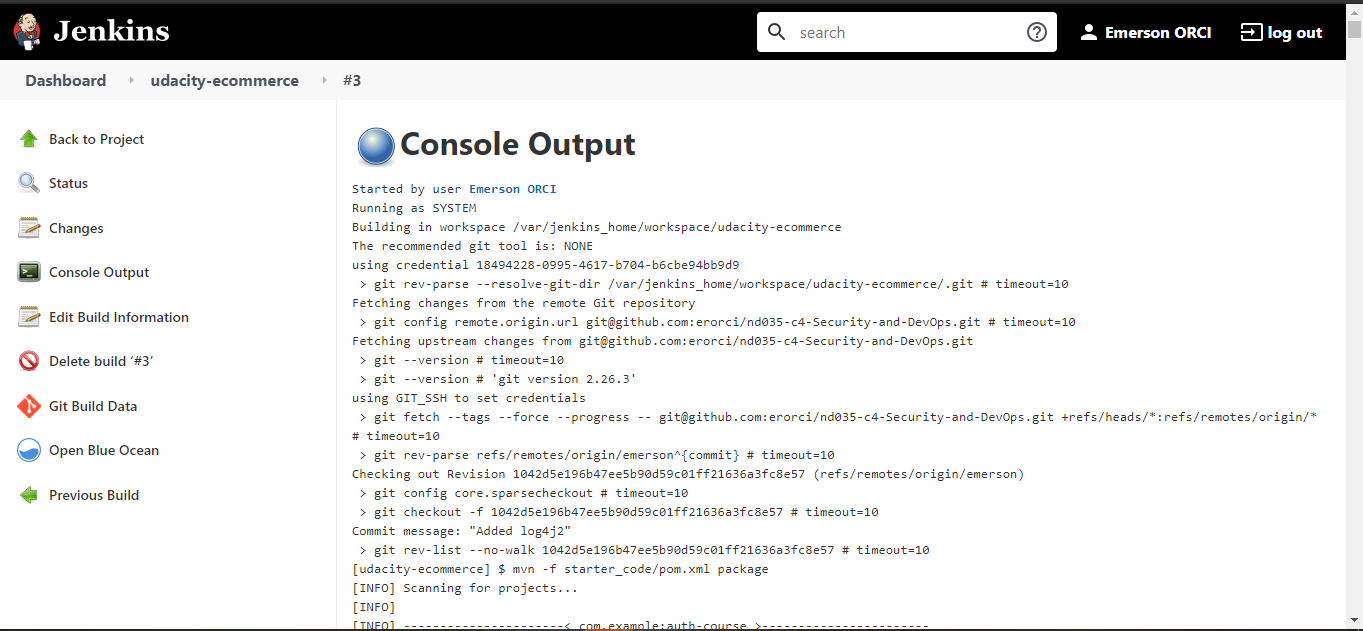 Jenkins
search
Emerson ORCI
log out
Dashboard
udacity-ecommerce
#3
Back to Project
Status
Changes
Console Output
Edit Build Information
Delete build ‘#3’
Git Build Data
Open Blue Ocean
Previous Build
Console Output
Started by user Emerson ORCI
Running as SYSTEM
Building in workspace /var/jenkins_home/workspace/udacity-ecommerce
The recommended git tool is: NONE
using credential 18494228-0995-4617-b704-b6cbe94bb9d9
 > git rev-parse --resolve-git-dir /var/jenkins_home/workspace/udacity-ecommerce/.git # timeout=10
Fetching changes from the remote Git repository
 > git config remote.origin.url git@github.com:erorci/nd035-c4-Security-and-DevOps.git # timeout=10
Fetching upstream changes from git@github.com:erorci/nd035-c4-Security-and-DevOps.git
 > git --version # timeout=10
 > git --version # 'git version 2.26.3'
using GIT_SSH to set credentials
 > git fetch --tags --force --progress -- git@github.com:erorci/nd035-c4-Security-and-DevOps.git +refs/heads/*:refs/remotes/origin/*
# timeout=10
 > git rev-parse refs/remotes/origin/emerson^{commit} # timeout=10
Checking out Revision 1042d5e196b47ee5b90d59c01ff21636a3fc8e57 (refs/remotes/origin/emerson)
 > git config core.sparsecheckout # timeout=10
 > git checkout -f 1042d5e196b47ee5b90d59c01ff21636a3fc8e57 # timeout=10
Commit message: "Added log4j2"
 > git rev-list --no-walk 1042d5e196b47ee5b90d59c01ff21636a3fc8e57 # timeout=10
[udacity-ecommerce] $ mvn -f starter_code/pom.xml package
[INFO] Scanning for projects...
[INFO]
[INFO] ----------------------< com.example:auth-course >-----------------------